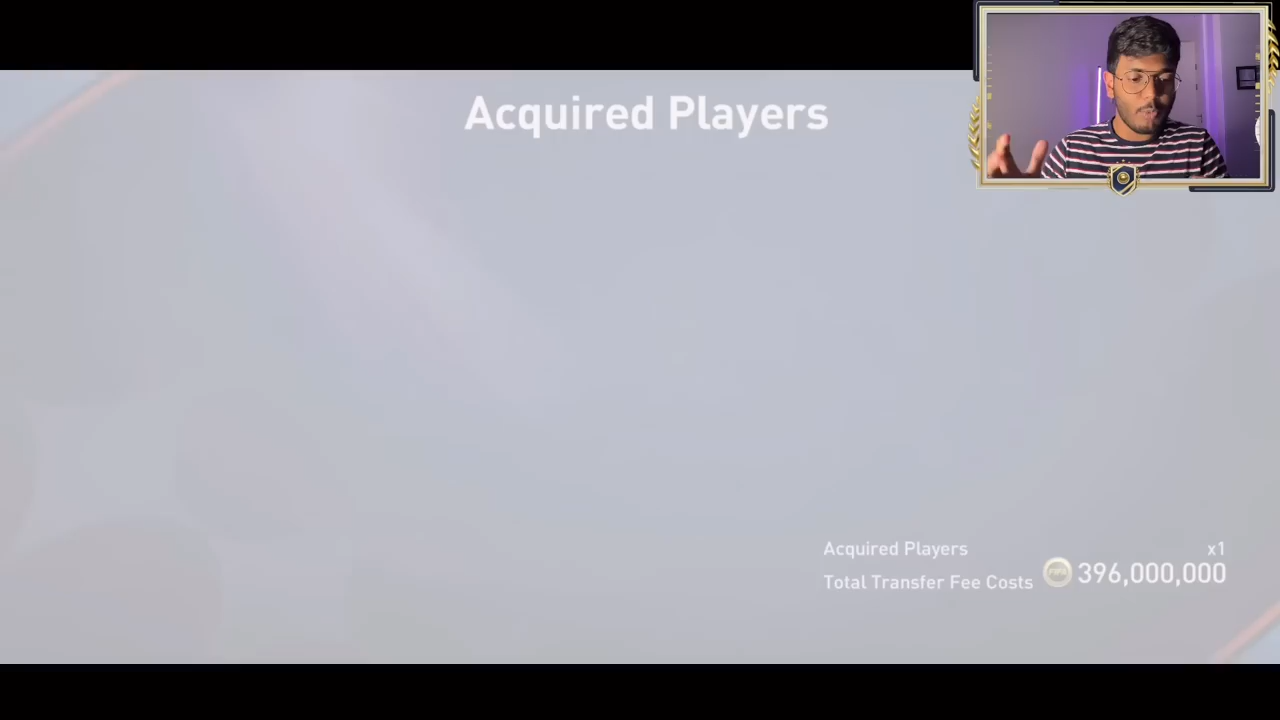 Acquired Players
Acquired Players x1
Total Transfer Fee Costs 396,000,000